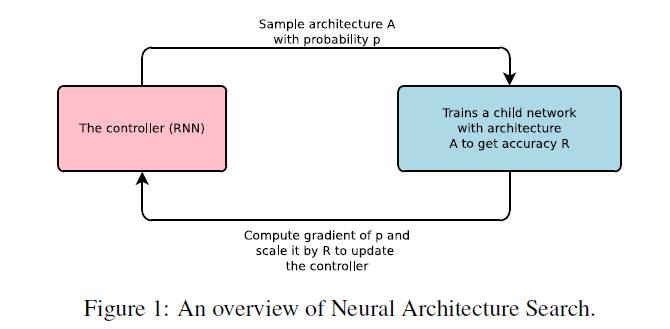 Sample architecture A
with probability p
The controller (RNN)
Trains a child network
with architecture
A to get accuracy R
Compute gradient of p and
scale it by R to update
the controller
Figure 1: An overview of Neural Architecture Search.